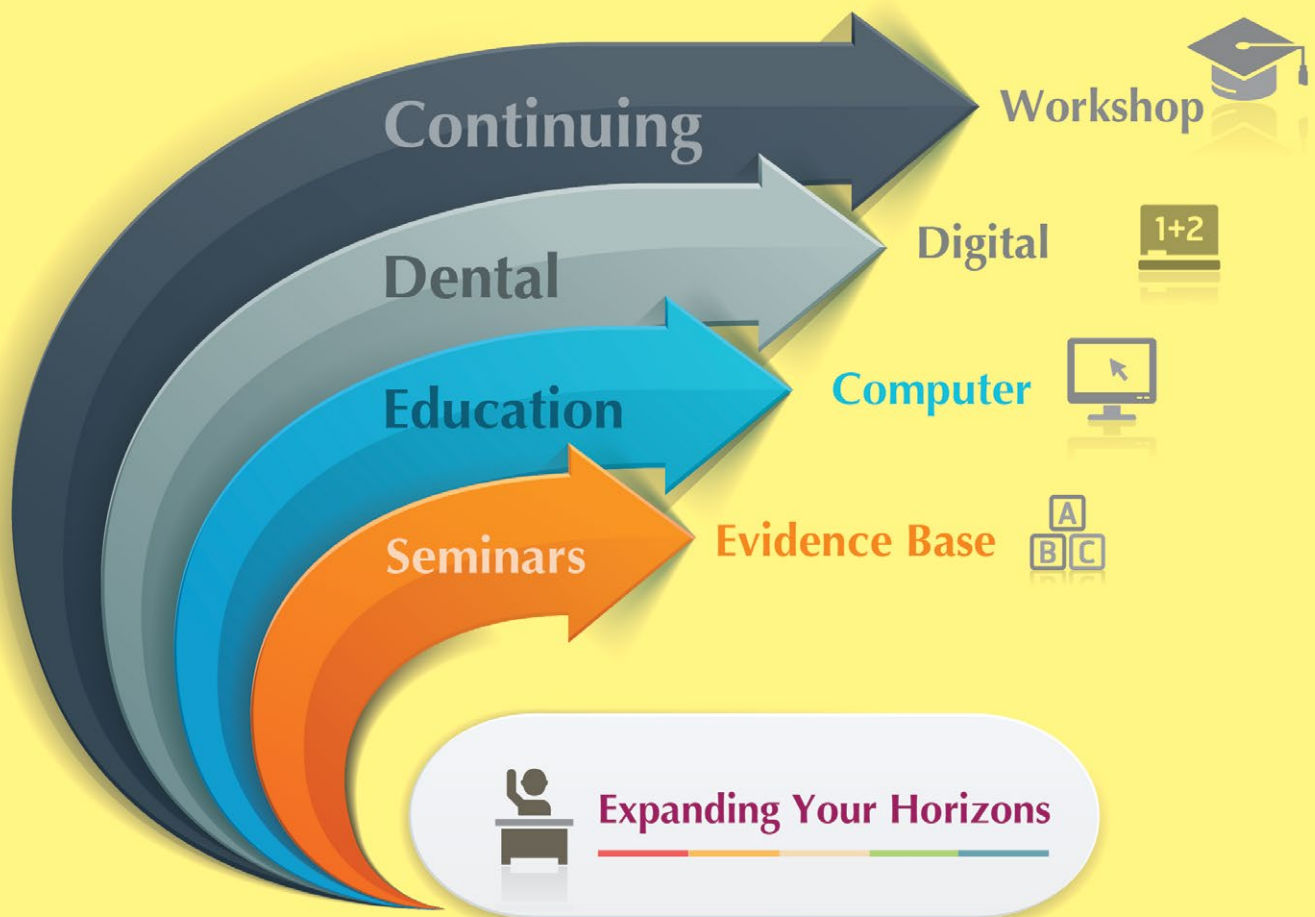 Continuing
Workshop
Dental
Digital
1+2
Education
Computer
Seminars
Evidence Base
A
B C
Expanding Your Horizons